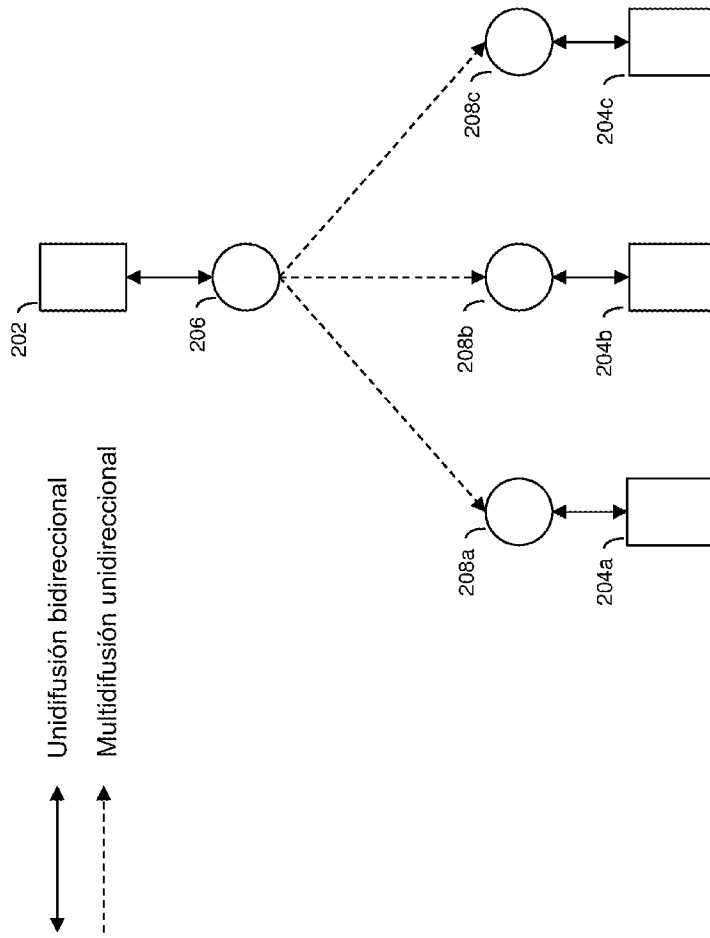 Unidifusión bidireccional
Multidifusión unidireccional
202
206
208a
208b
208c
204a
204b
204c